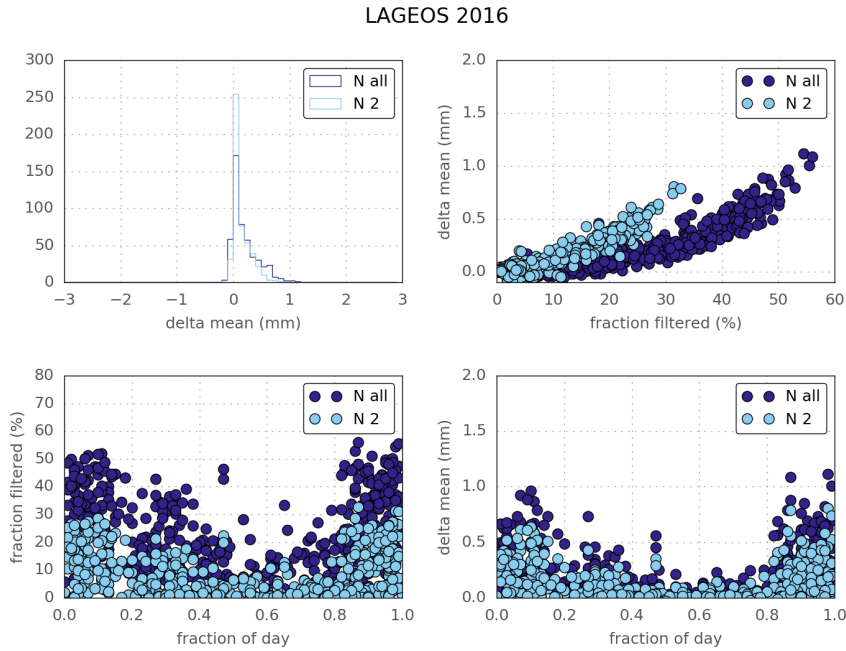 LAGEOS 2016
300
250
200
150
100
50
0
−3 −2 −1 0 1 2 3
delta mean (mm)
N all
N 2
2.0
1.5
1.0
0.5
0.0
delta mean (mm)
0 10 20 30 40 50 60
fraction filtered (%)
N all
N 2
80
70
60
50
40
30
20
10
0
fraction filtered (%)
0.0 0.2 0.4 0.6 0.8 1.0
fraction of day
N all
N 2
2.0
1.5
1.0
0.5
0.0
delta mean (mm)
0.0 0.2 0.4 0.6 0.8 1.0
fraction of day
N all
N 2